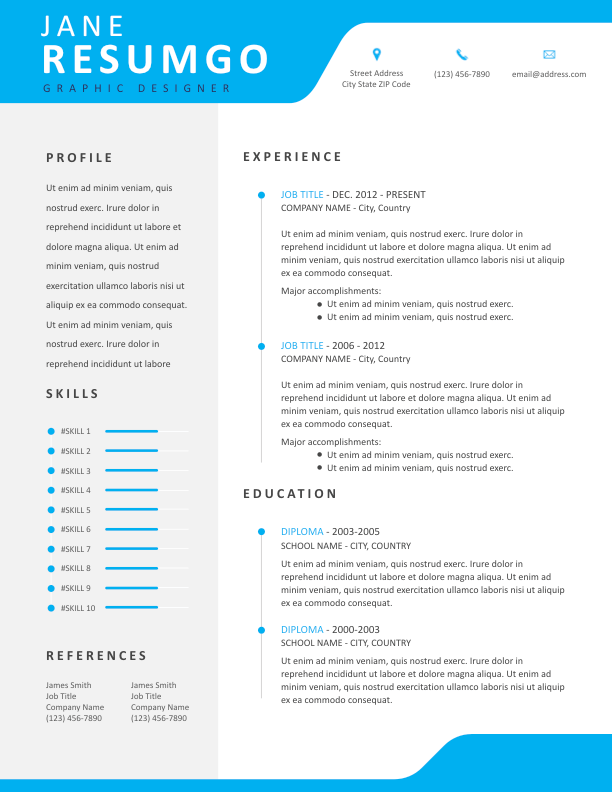 JANE
RESUMGO
GRAPHIC DESIGNER
Street Address
City State ZIP Code
(123) 456-7890
email@address.com
PROFILE
Ut enim ad minim veniam, quis
nostrud exerc. Irure dolor in
reprehend incididunt ut labore et
dolore magna aliqua. Ut enim ad
minim veniam, quis nostrud
exercitation ullamco laboris nisi ut
aliquip ex ea commodo consequat.
Ut enim ad minim veniam, quis
nostrud exerc. Irure dolor in
reprehend incididunt ut labore
SKILLS
#SKILL 1
#SKILL 2
#SKILL 3
#SKILL 4
#SKILL 5
#SKILL 6
#SKILL 7
#SKILL 8
#SKILL 9
#SKILL 10
REFERENCES
James Smith
Job Title
Company Name
(123) 456-7890
James Smith
Job Title
Company Name
(123) 456-7890
EXPERIENCE
JOB TITLE - DEC. 2012 - PRESENT
COMPANY NAME - City, Country
Ut enim ad minim veniam, quis nostrud exerc. Irure dolor in
reprehend incididunt ut labore et dolore magna aliqua. Ut enim ad
minim veniam, quis nostrud exercitation ullamco laboris nisi ut aliquip
ex ea commodo consequat.
Major accomplishments:
● Ut enim ad minim veniam, quis nostrud exerc.
● Ut enim ad minim veniam, quis nostrud exerc.
JOB TITLE - 2006 - 2012
COMPANY NAME - City, Country
Ut enim ad minim veniam, quis nostrud exerc. Irure dolor in
reprehend incididunt ut labore et dolore magna aliqua. Ut enim ad
minim veniam, quis nostrud exercitation ullamco laboris nisi ut aliquip
ex ea commodo consequat.
Major accomplishments:
● Ut enim ad minim veniam, quis nostrud exerc.
● Ut enim ad minim veniam, quis nostrud exerc.
EDUCATION
DIPLOMA - 2003-2005
SCHOOL NAME - CITY, COUNTRY
Ut enim ad minim veniam, quis nostrud exerc. Irure dolor in
reprehend incididunt ut labore et dolore magna aliqua. Ut enim ad
minim veniam, quis nostrud exercitation ullamco laboris nisi ut aliquip
ex ea commodo consequat.
DIPLOMA - 2000-2003
SCHOOL NAME - CITY, COUNTRY
Ut enim ad minim veniam, quis nostrud exerc. Irure dolor in
reprehend incididunt ut labore et dolore magna aliqua. Ut enim ad
minim veniam, quis nostrud exercitation ullamco laboris nisi ut aliquip
ex ea commodo consequat.